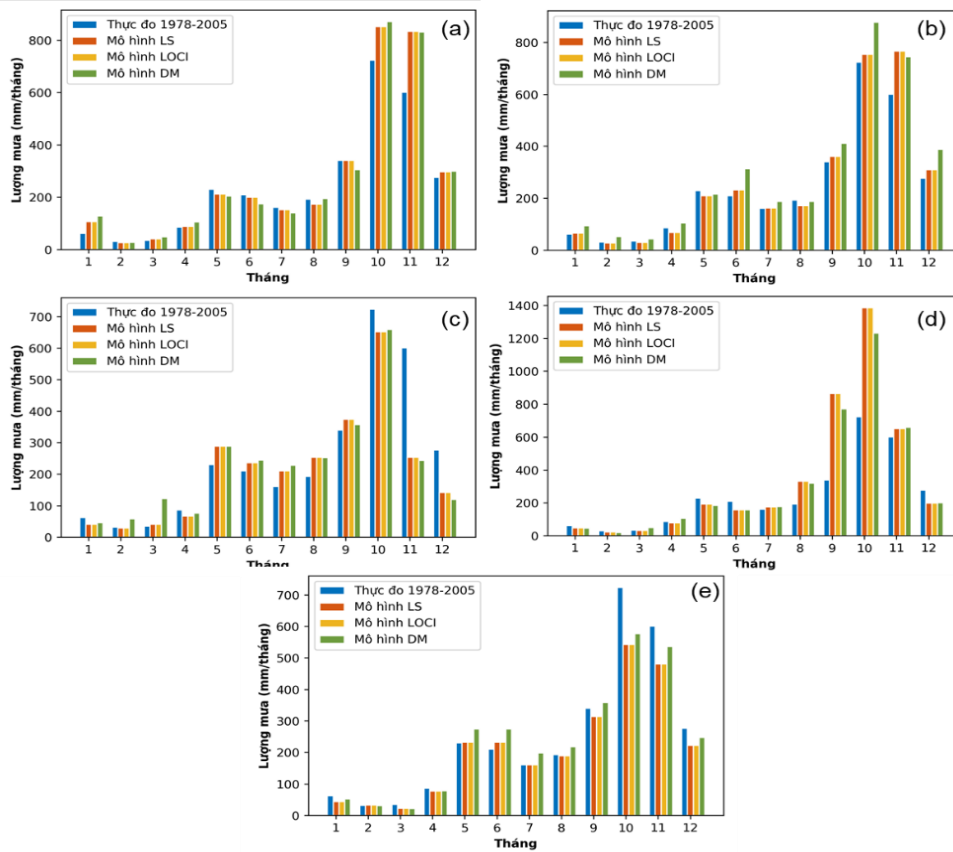 (a)
Thực đo 1978-2005
Mô hình LS
Mô hình LOCI
Mô hình DM
Lượng mưa (mm/tháng)
800
600
400
200
0
1 2 3 4 5 6 7 8 9 10 11 12
Tháng
(b)
Thực đo 1978-2005
Mô hình LS
Mô hình LOCI
Mô hình DM
Lượng mưa (mm/tháng)
800
600
400
200
0
1 2 3 4 5 6 7 8 9 10 11 12
Tháng
(c)
Thực đo 1978-2005
Mô hình LS
Mô hình LOCI
Mô hình DM
Lượng mưa (mm/tháng)
700
600
500
400
300
200
100
0
1 2 3 4 5 6 7 8 9 10 11 12
Tháng
(d)
Thực đo 1978-2005
Mô hình LS
Mô hình LOCI
Mô hình DM
Lượng mưa (mm/tháng)
1400
1200
1000
800
600
400
200
0
1 2 3 4 5 6 7 8 9 10 11 12
Tháng
(e)
Thực đo 1978-2005
Mô hình LS
Mô hình LOCI
Mô hình DM
Lượng mưa (mm/tháng)
700
600
500
400
300
200
100
0
1 2 3 4 5 6 7 8 9 10 11 12
Tháng